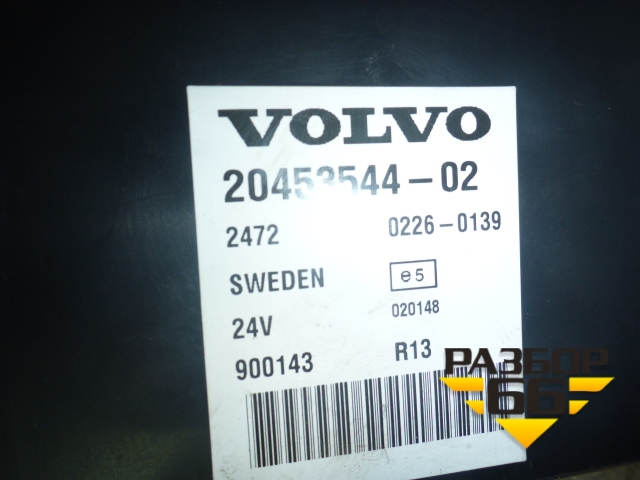 VOLVO
20453544-02
2472 0226-0139
SWEDEN e5
24V 020148
900143 R13
РАЗБОР
66